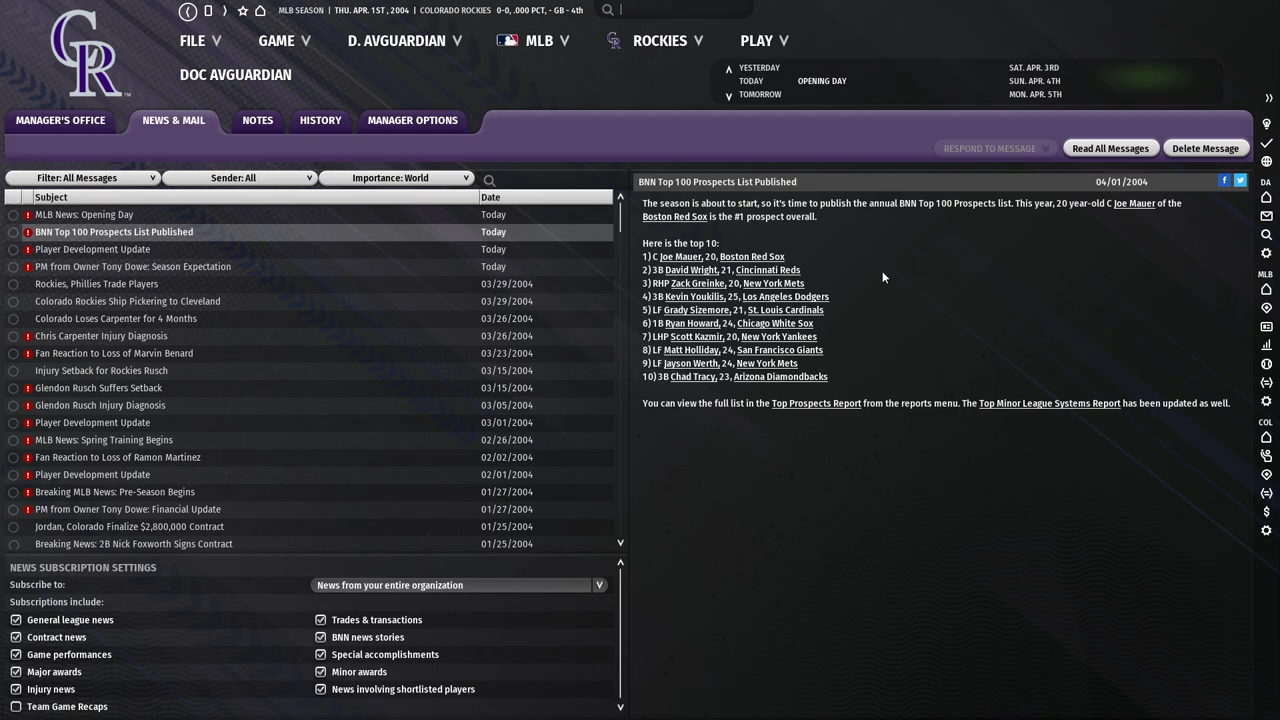 MLB SEASON | THU. APR. 1ST, 2004 | COLORADO ROCKIES 0-0, .000 PCT, - GB - 4th
FILE GAME D. AVGUARDIAN MLB ROCKIES PLAY
DOC AVGUARDIAN
YESTERDAY SAT. APR. 3RD
TODAY OPENING DAY SUN. APR. 4TH
TOMORROW MON. APR. 5TH
MANAGER'S OFFICE NEWS & MAIL NOTES HISTORY MANAGER OPTIONS
RESPOND TO MESSAGE Read All Messages Delete Message
Filter: All Messages Sender: All Importance: World
Subject Date
MLB News: Opening Day Today
BNN Top 100 Prospects List Published Today
Player Development Update Today
PM from Owner Tony Dowe: Season Expectation Today
Rockies, Phillies Trade Players 03/29/2004
Colorado Rockies Ship Pickering to Cleveland 03/29/2004
Colorado Loses Carpenter for 4 Months 03/26/2004
Chris Carpenter Injury Diagnosis 03/26/2004
Fan Reaction to Loss of Marvin Benard 03/23/2004
Injury Setback for Rockies Rusch 03/15/2004
Glendon Rusch Suffers Setback 03/15/2004
Glendon Rusch Injury Diagnosis 03/05/2004
Player Development Update 03/01/2004
MLB News: Spring Training Begins 02/26/2004
Fan Reaction to Loss of Ramon Martinez 02/02/2004
Player Development Update 02/01/2004
Breaking MLB News: Pre-Season Begins 01/27/2004
PM from Owner Tony Dowe: Financial Update 01/27/2004
Jordan, Colorado Finalize $2,800,000 Contract 01/25/2004
Breaking News: 2B Nick Foxworth Signs Contract 01/25/2004
NEWS SUBSCRIPTION SETTINGS
Subscribe to: News from your entire organization
Subscriptions include:
General league news Trades & transactions
Contract news BNN news stories
Game performances Special accomplishments
Major awards Minor awards
Injury news News involving shortlisted players
Team Game Recaps
BNN Top 100 Prospects List Published 04/01/2004
The season is about to start, so it's time to publish the annual BNN Top 100 Prospects list. This year, 20 year-old C Joe Mauer of the
Boston Red Sox is the #1 prospect overall.
Here is the top 10:
1) C Joe Mauer, 20, Boston Red Sox
2) 3B David Wright, 21, Cincinnati Reds
3) RHP Zack Greinke, 20, New York Mets
4) 3B Kevin Youkilis, 25, Los Angeles Dodgers
5) LF Grady Sizemore, 21, St. Louis Cardinals
6) 1B Ryan Howard, 24, Chicago White Sox
7) LHP Scott Kazmir, 20, New York Yankees
8) LF Matt Holliday, 24, San Francisco Giants
9) LF Jayson Werth, 24, New York Mets
10) 3B Chad Tracy, 23, Arizona Diamondbacks
You can view the full list in the Top Prospects Report from the reports menu. The Top Minor League Systems Report has been updated as well.
DA
MLB
COL